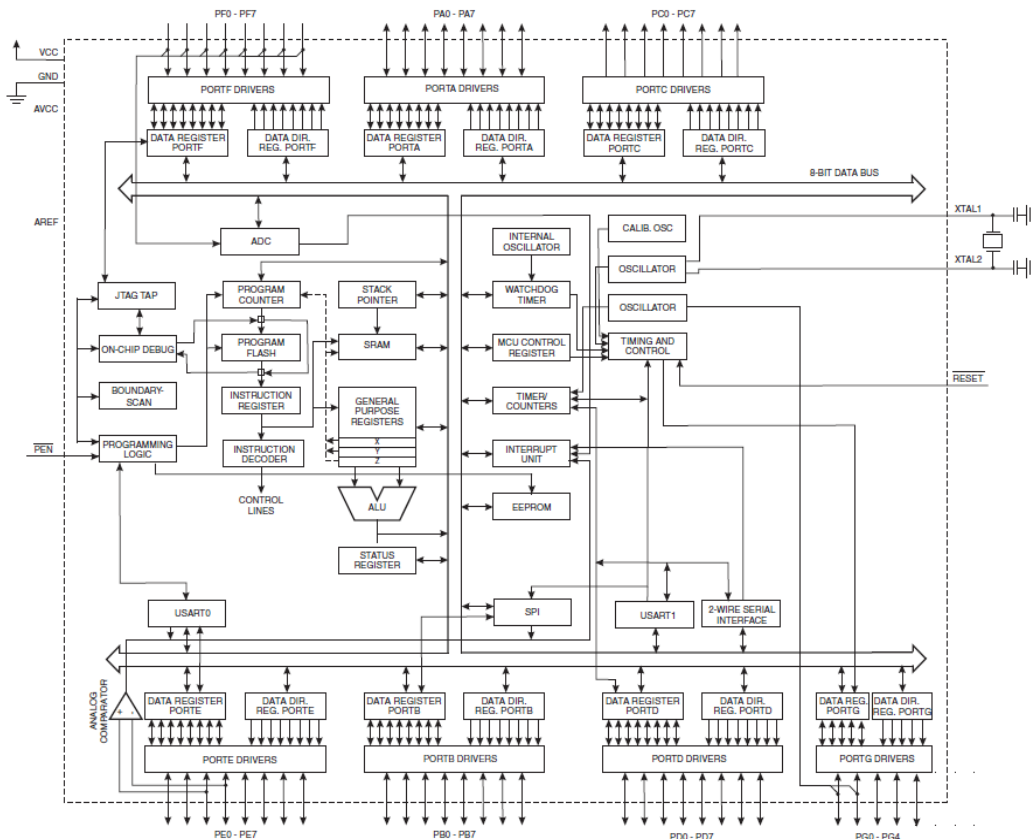 PF0 - PF7
PA0 - PA7
PC0 - PC7
VCC
GND
AVCC
PORTF DRIVERS
PORTA DRIVERS
PORTC DRIVERS
DATA REGISTER
PORTF
DATA DIR.
REG. PORTF
DATA REGISTER
PORTA
DATA DIR.
REG. PORTA
DATA REGISTER
PORTC
DATA DIR.
REG. PORTC
8-BIT DATA BUS
AREF
XTAL1
ADC
INTERNAL
OSCILLATOR
CALIB. OSC
XTAL2
OSCILLATOR
JTAG TAP
PROGRAM
COUNTER
STACK
POINTER
WATCHDOG
TIMER
OSCILLATOR
ON-CHIP DEBUG
PROGRAM
FLASH
SRAM
MCU CONTROL
REGISTER
TIMING AND
CONTROL
RESET
BOUNDARY-
SCAN
INSTRUCTION
REGISTER
GENERAL
PURPOSE
REGISTERS
TIMER/
COUNTERS
PEN
PROGRAMMING
LOGIC
INSTRUCTION
DECODER
X
Y
Z
INTERRUPT
UNIT
CONTROL
LINES
ALU
EEPROM
STATUS
REGISTER
USART0
SPI
USART1
2-WIRE SERIAL
INTERFACE
ANALOG
COMPARATOR
+ -
DATA REGISTER
PORTE
DATA DIR.
REG. PORTE
DATA REGISTER
PORTB
DATA DIR.
REG. PORTB
DATA REGISTER
PORTD
DATA DIR.
REG. PORTD
DATA REG.
PORTG
DATA DIR.
REG. PORTG
PORTE DRIVERS
PORTB DRIVERS
PORTD DRIVERS
PORTG DRIVERS
PE0 - PE7
PB0 - PB7
PD0 - PD7
PG0 - PG4